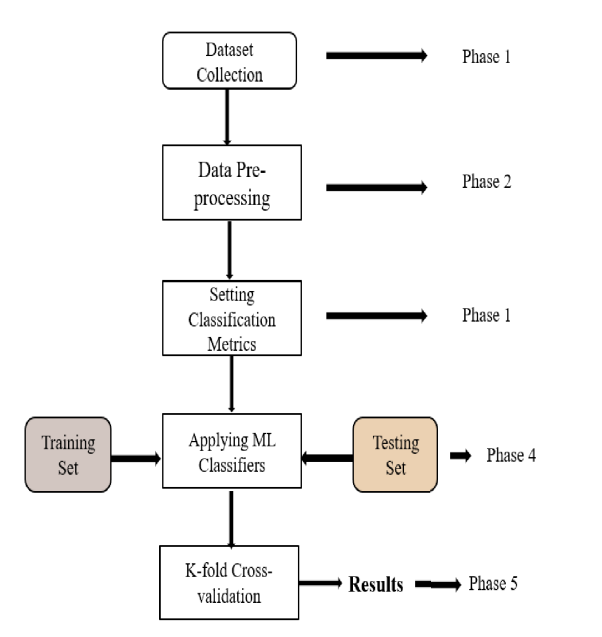 Dataset
Collection
Phase 1
Data Pre-
processing
Phase 2
Setting
Classification
Metrics
Phase 1
Training
Set
Applying ML
Classifiers
Testing
Set
Phase 4
K-fold Cross-
validation
Results
Phase 5